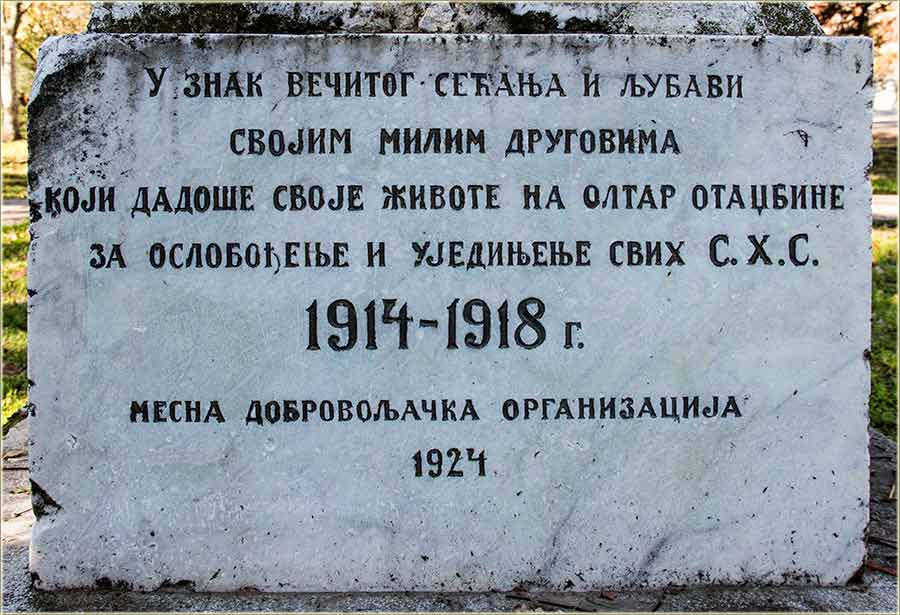 У ЗНАК ВЕЧИТОГ СЕЋАЊА И ЉУБАВИ
СВОЈИМ МИЛИМ ДРУГОВИМА
КОЈИ ДАДОШЕ СВОЈЕ ЖИВОТЕ НА ОЛТАР ОТАЏБИНЕ
ЗА ОСЛОБОЂЕЊЕ И УЈЕДИЊЕЊЕ СВИХ С.Х.С.
1914-1918 Г.
МЕСНА ДОБРОВОЉАЧКА ОРГАНИЗАЦИЈА
1924